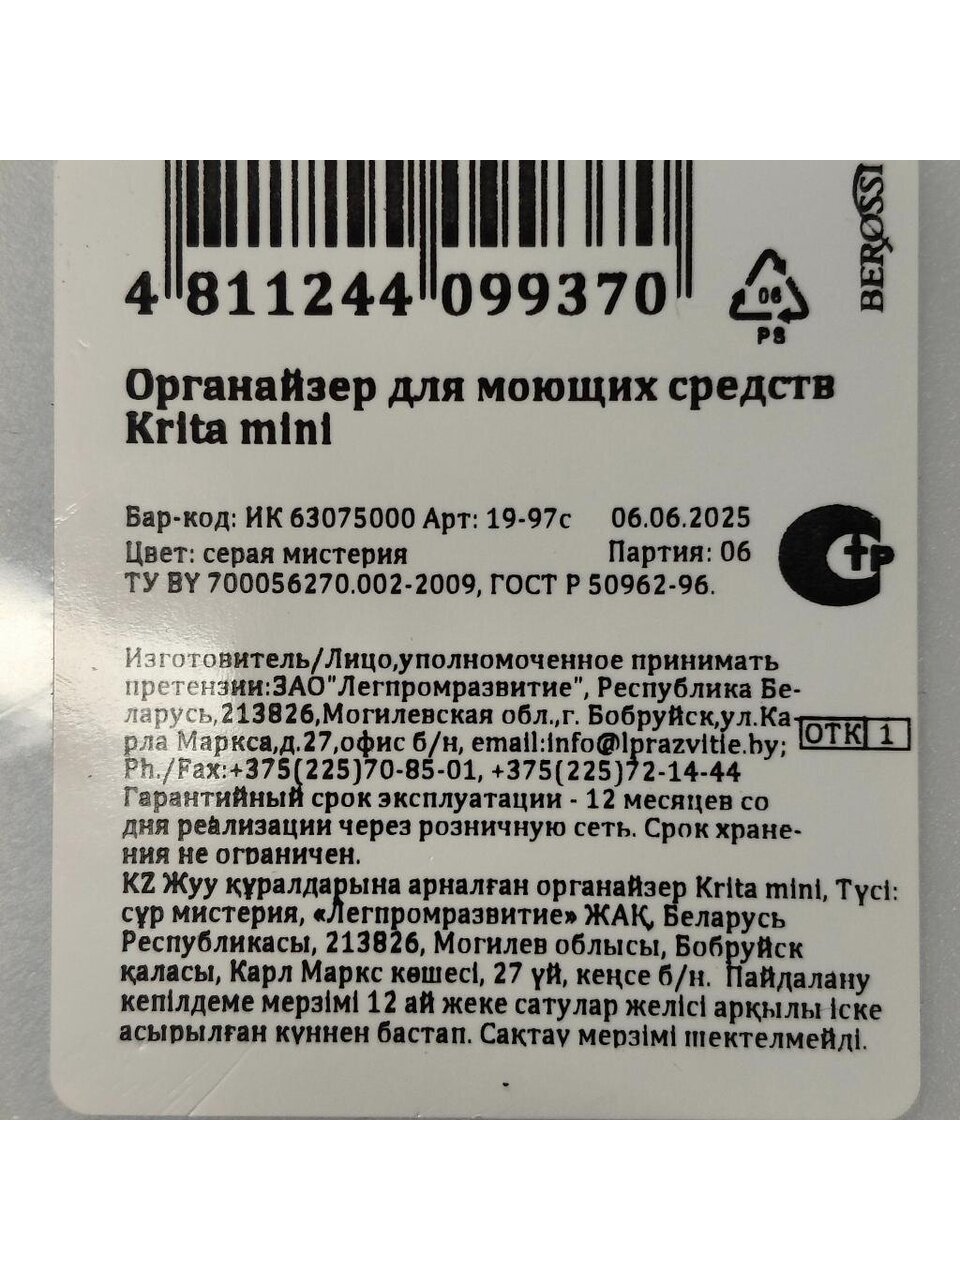 4 811244 099370
06
PS
BEROSSI
Органайзер для моющих средств
Krita mini
Бар-код: ИК 63075000 Арт: 19-97с 06.06.2025
Цвет: серая мистерия Партия: 06
ТУ BY 700056270.002-2009, ГОСТ Р 50962-96.
Стр
Изготовитель/Лицо,уполномоченное принимать
претензии:ЗАО"Легпромразвитие", Республика Бе-
ларусь,213826,Могилевская обл.,г. Бобруйск,ул.Ка-
рла Маркса,д.27,офис б/н, email:info@lprazvitie.by;
ОТК 1
Ph./Fax:+375(225)70-85-01, +375(225)72-14-44
Гарантийный срок эксплуатации - 12 месяцев со
дня реализации через розничную сеть. Срок хране-
ния не ограничен.
KZ Жуу құралдарына арналған органайзер Krita mini, Түсі:
сұр мистерия, «Легпромразвитие» ЖАҚ, Беларусь
Республикасы, 213826, Могилев облысы, Бобруйск
қаласы, Карл Маркс көшесі, 27 үй, кеңсе б/н. Пайдалану
кепілдеме мерзімі 12 ай жеке сатулар желісі арқылы іске
асырылған күннен бастап. Сақтау мерзімі шектелмейді.